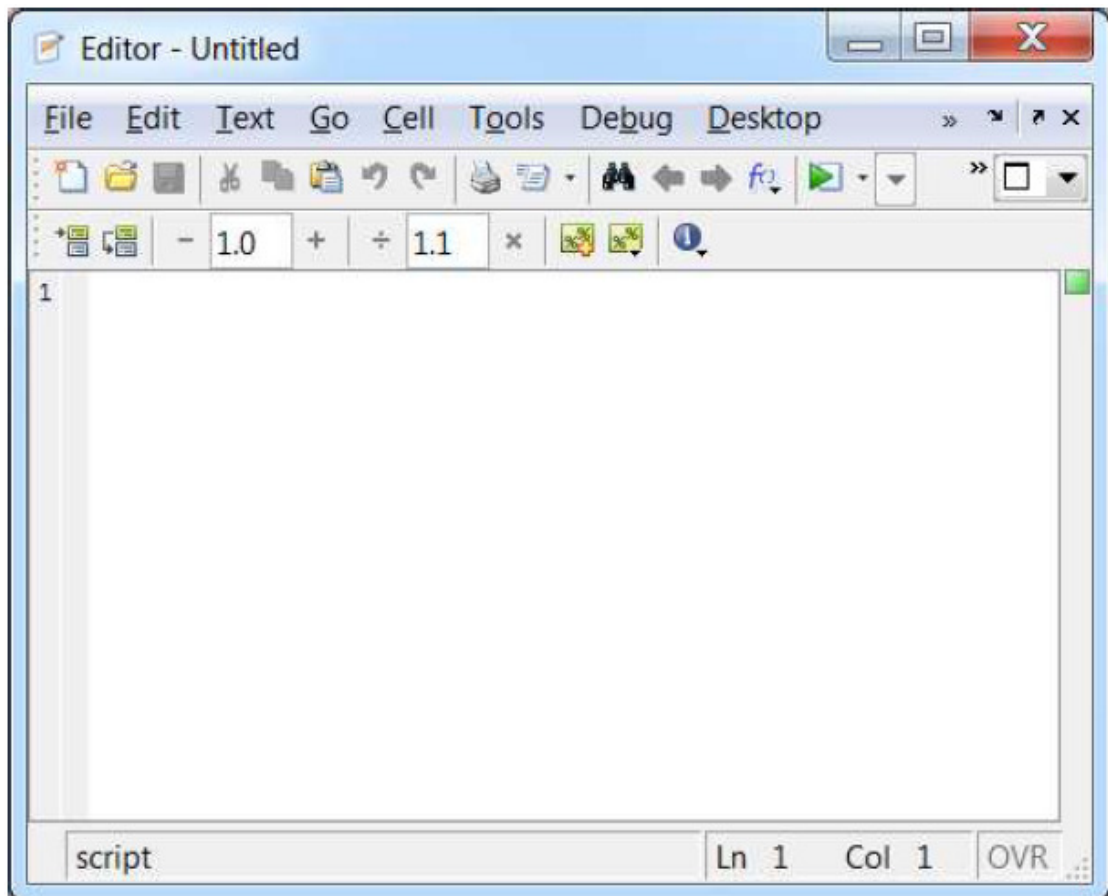 Editor - Untitled
File Edit Text Go Cell Tools Debug Desktop »
» 
− 1.0 + ÷ 1.1 ×
1
script Ln 1 Col 1 OVR